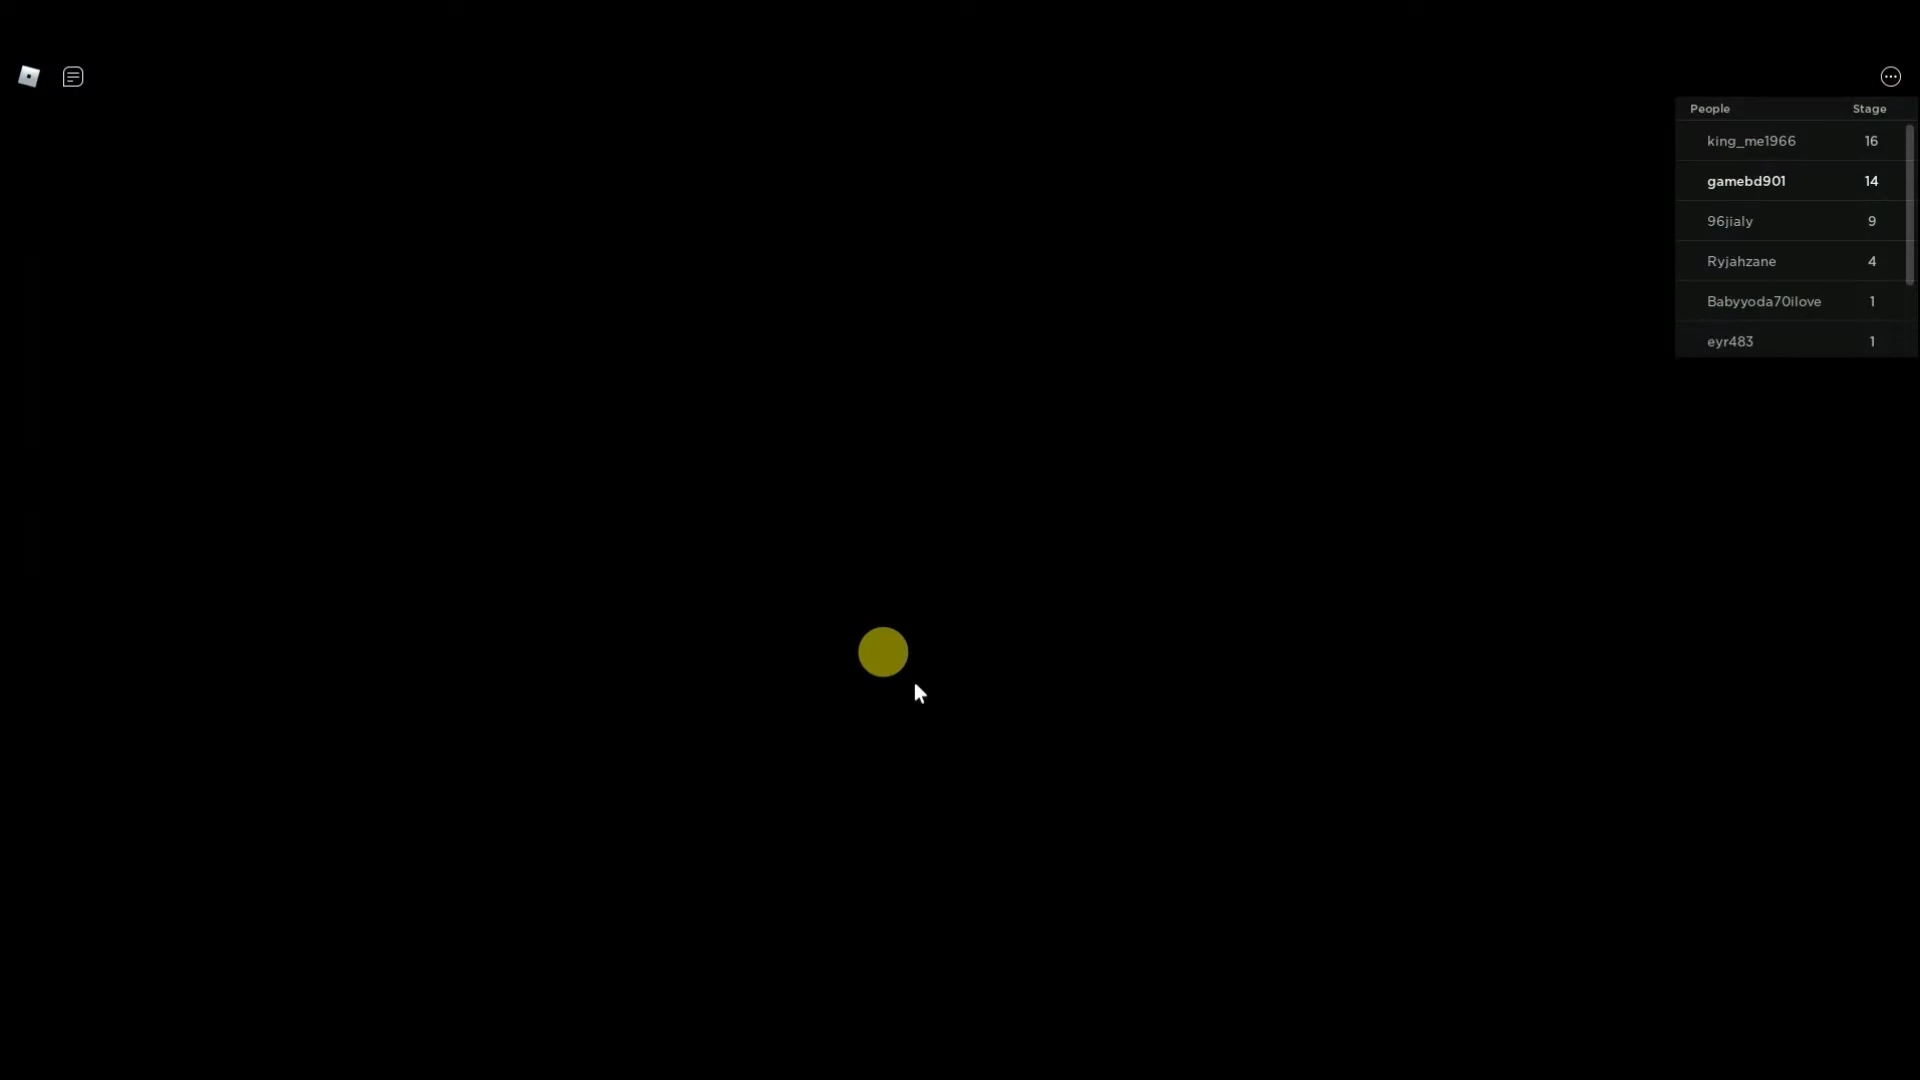 People Stage
king_me1966 16
gamebd901 14
96jialy 9
Ryjahzane 4
Babyyoda70ilove 1
eyr483 1